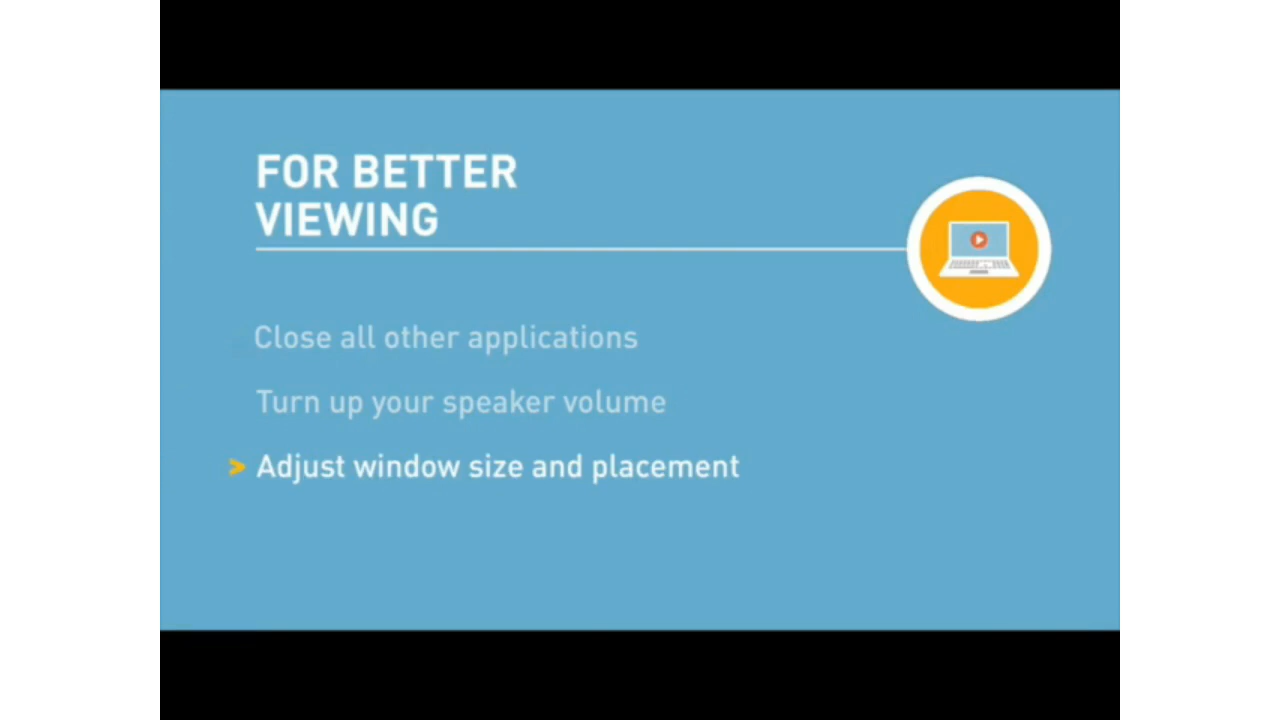 FOR BETTER
VIEWING
Close all other applications
Turn up your speaker volume
> Adjust window size and placement